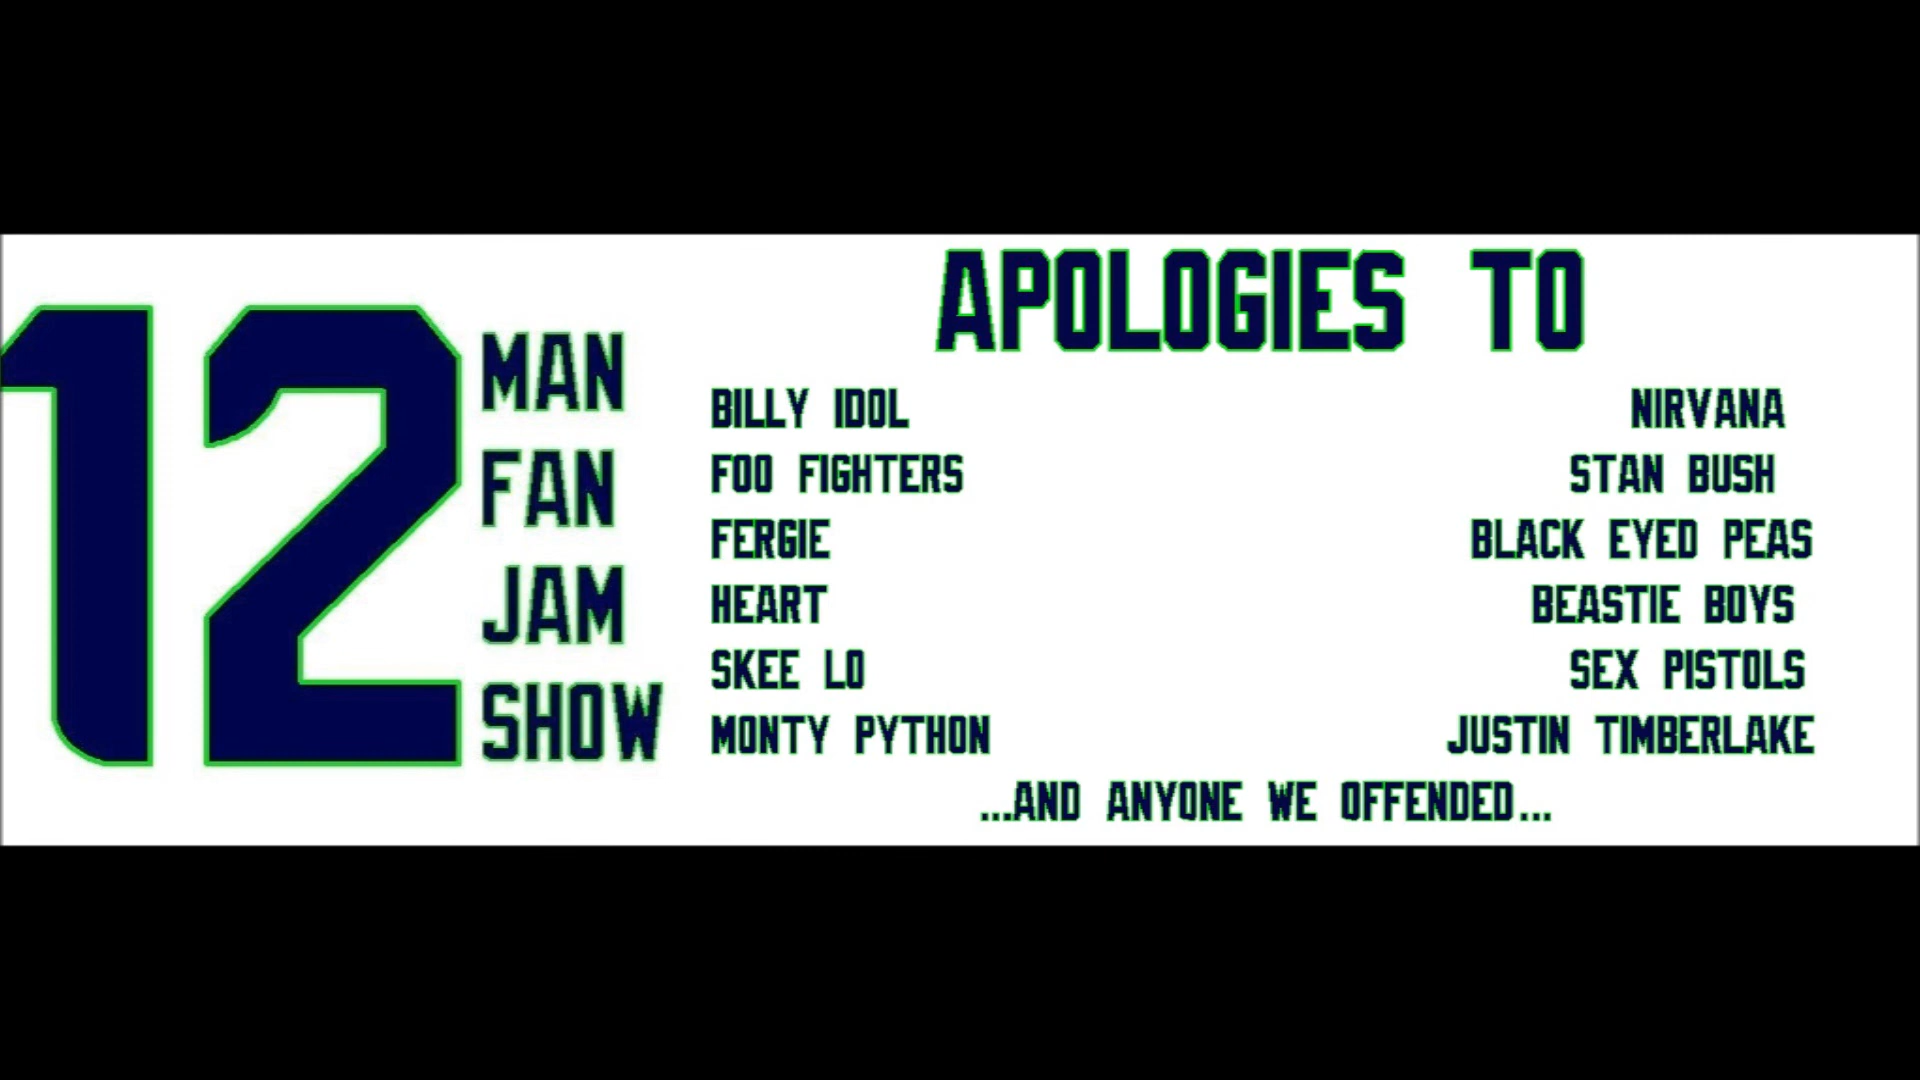 12
MAN
FAN
JAM
SHOW
APOLOGIES TO
BILLY IDOL
FOO FIGHTERS
FERGIE
HEART
SKEE LO
MONTY PYTHON
NIRVANA
STAN BUSH
BLACK EYED PEAS
BEASTIE BOYS
SEX PISTOLS
JUSTIN TIMBERLAKE
...AND ANYONE WE OFFENDED...